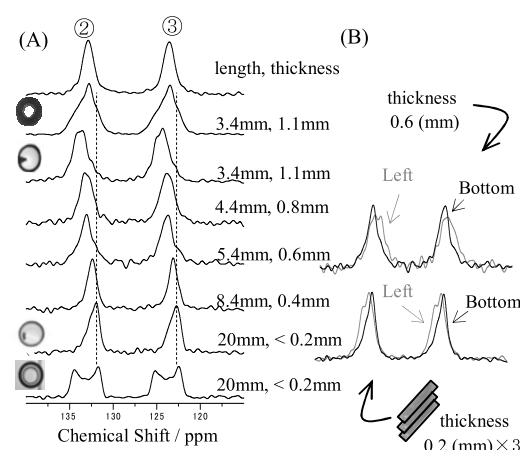 (A)
② ③
length, thickness
3.4mm, 1.1mm
3.4mm, 1.1mm
4.4mm, 0.8mm
5.4mm, 0.6mm
8.4mm, 0.4mm
20mm, < 0.2mm
20mm, < 0.2mm
135 130 125 120
Chemical Shift / ppm
(B)
thickness
0.6 (mm)
Left
Bottom
Left
Bottom
thickness
0.2 (mm)×3